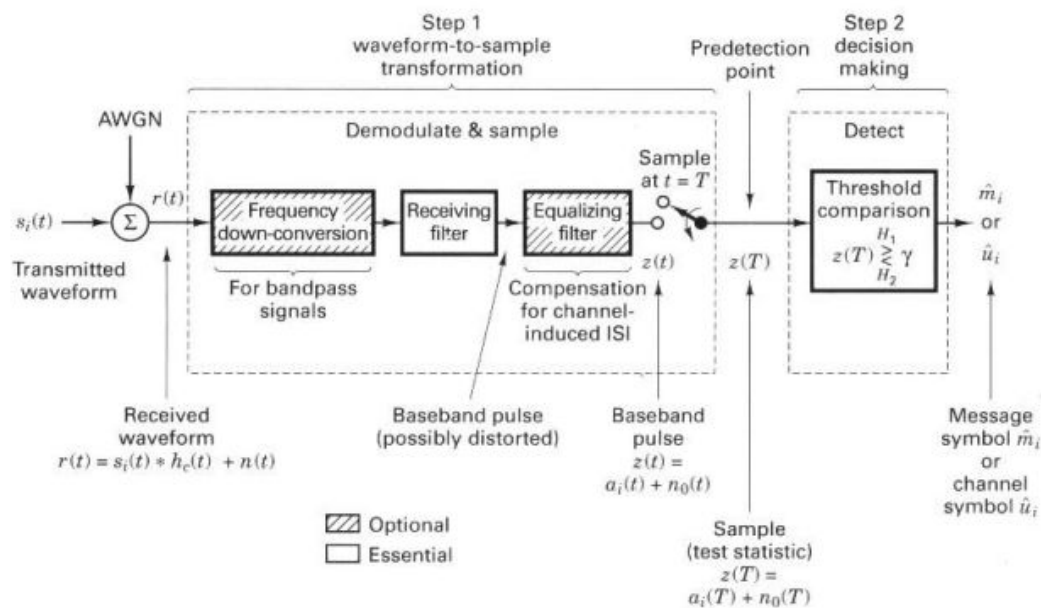 Step 1
waveform-to-sample
transformation
Predetection
point
Step 2
decision
making
AWGN
Demodulate & sample
Detect
Sample
at t = T
s_i(t)
Σ
r(t)
Frequency
down-conversion
Receiving
filter
Equalizing
filter
z(t)
z(T)
Threshold
comparison
H_1
z(T) ≷ γ
H_2
m̂_i
or
û_i
Transmitted
waveform
For bandpass
signals
Compensation
for channel-
induced ISI
Received
waveform
r(t) = s_i(t) * h_c(t) + n(t)
Baseband pulse
(possibly distorted)
Baseband
pulse
z(t) =
a_i(t) + n_0(t)
Message
symbol m̂_i
or
channel
symbol û_i
Optional
Essential
Sample
(test statistic)
z(T) =
a_i(T) + n_0(T)